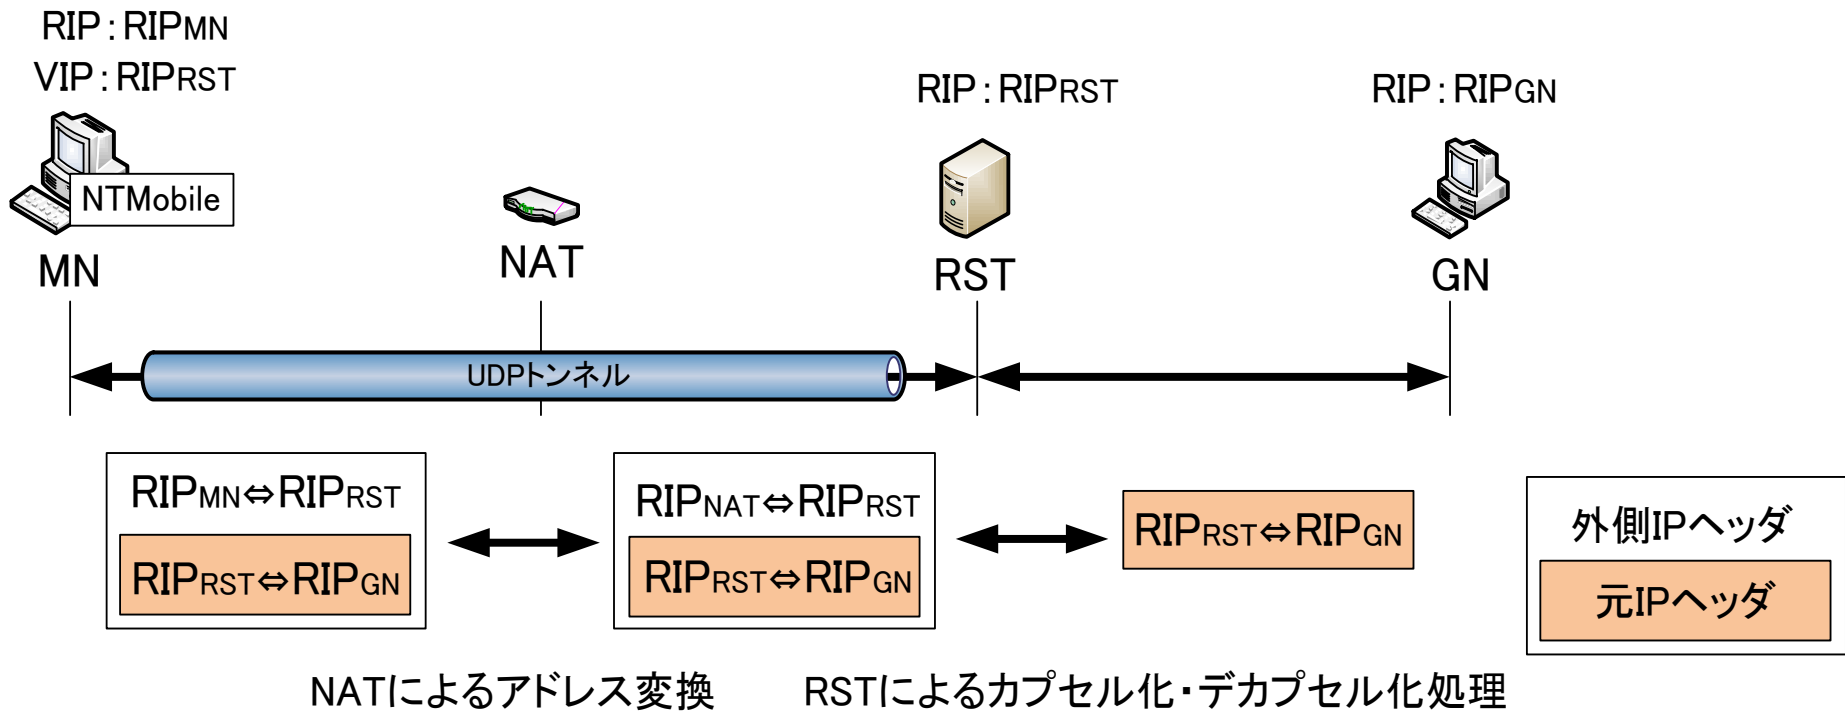 RIP：RIPMN
VIP：RIPRST
RIP：RIPRST
RIP：RIPGN
NTMobile
MN
NAT
RST
GN
UDPトンネル
RIPMN⇔RIPRST
RIPRST⇔RIPGN
RIPNAT⇔RIPRST
RIPRST⇔RIPGN
RIPRST⇔RIPGN
外側IPヘッダ
元IPヘッダ
NATによるアドレス変換
RSTによるカプセル化・デカプセル化処理